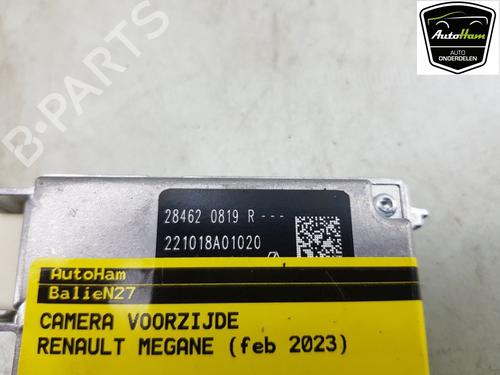 AutoHam
AUTO
ONDERDELEN
B-PARTS
28462 0819 R ---
221018A01020
AutoHam
BalieN27
CAMERA VOORZIJDE
RENAULT MEGANE (feb 2023)